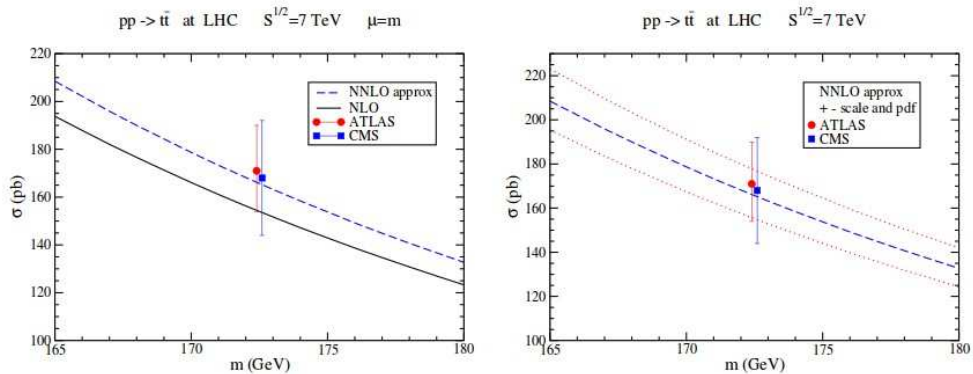 pp -> tt̄ at LHC S^1/2=7 TeV μ=m
220
200
180
160
140
120
100
σ (pb)
NNLO approx
NLO
ATLAS
CMS
165
170
175
180
m (GeV)
pp -> tt̄ at LHC S^1/2=7 TeV
220
200
180
160
140
120
100
σ (pb)
NNLO approx
+ - scale and pdf
ATLAS
CMS
165
170
175
180
m (GeV)